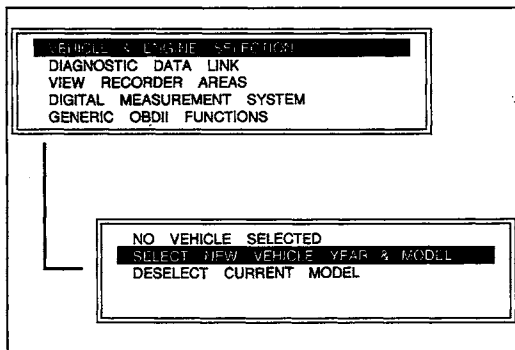 VEHICLE & ENGINE SELECTION
DIAGNOSTIC DATA LINK
VIEW RECORDER AREAS
DIGITAL MEASUREMENT SYSTEM
GENERIC OBDII FUNCTIONS
NO VEHICLE SELECTED
SELECT NEW VEHICLE YEAR & MODEL
DESELECT CURRENT MODEL